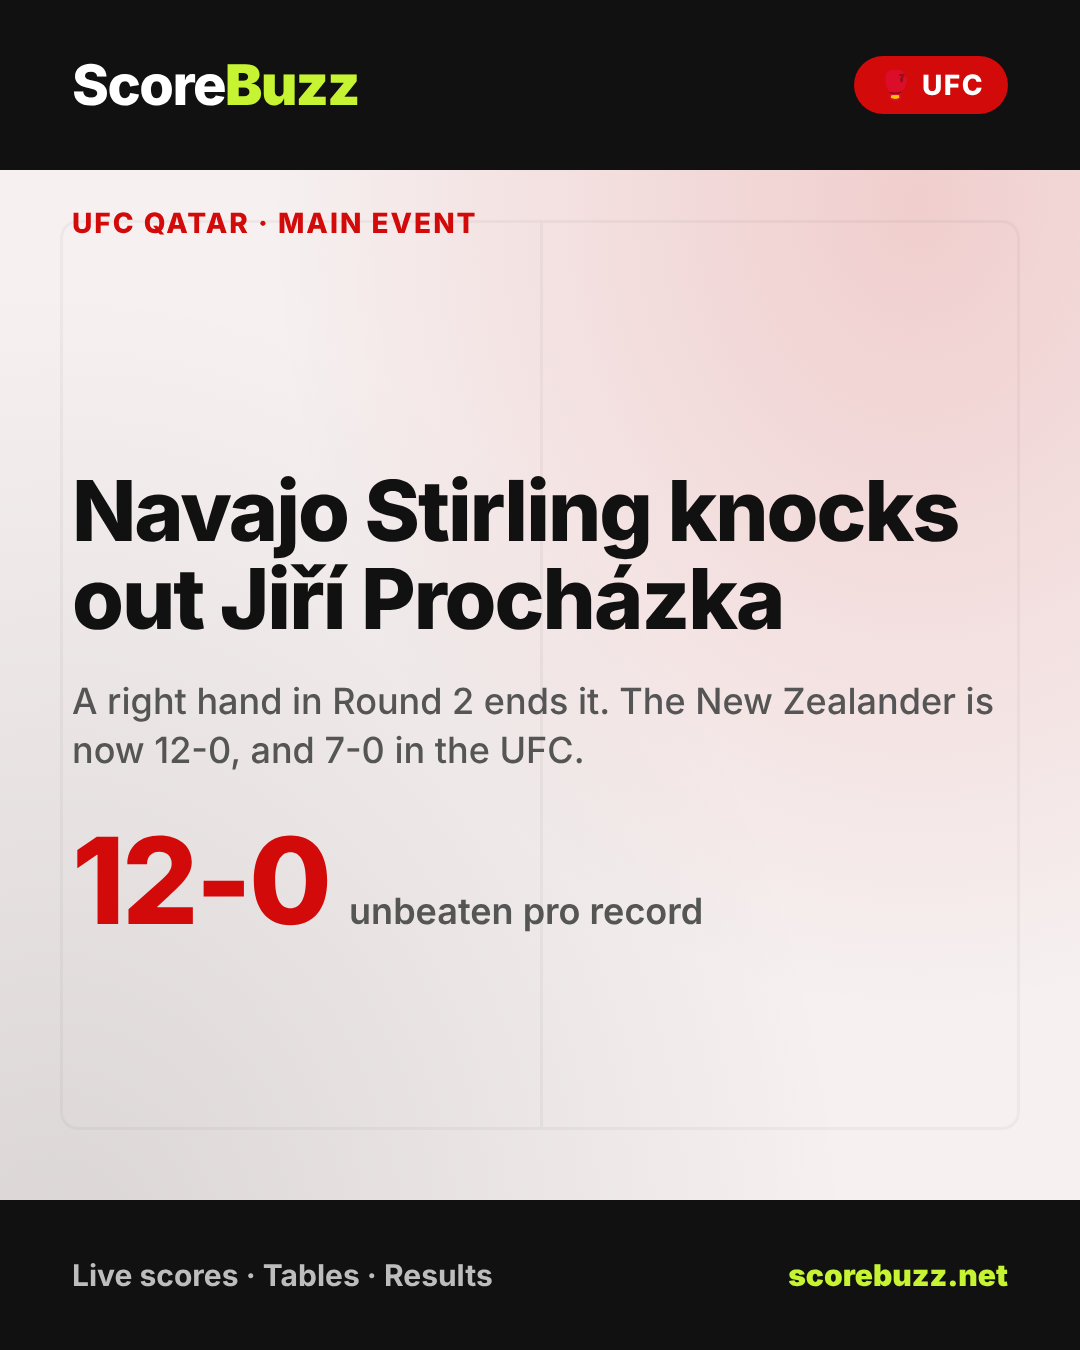 ScoreBuzz
UFC
UFC QATAR · MAIN EVENT
Navajo Stirling knocks
out Jiří Procházka
A right hand in Round 2 ends it. The New Zealander is
now 12-0, and 7-0 in the UFC.
12-0 unbeaten pro record
Live scores · Tables · Results
scorebuzz.net